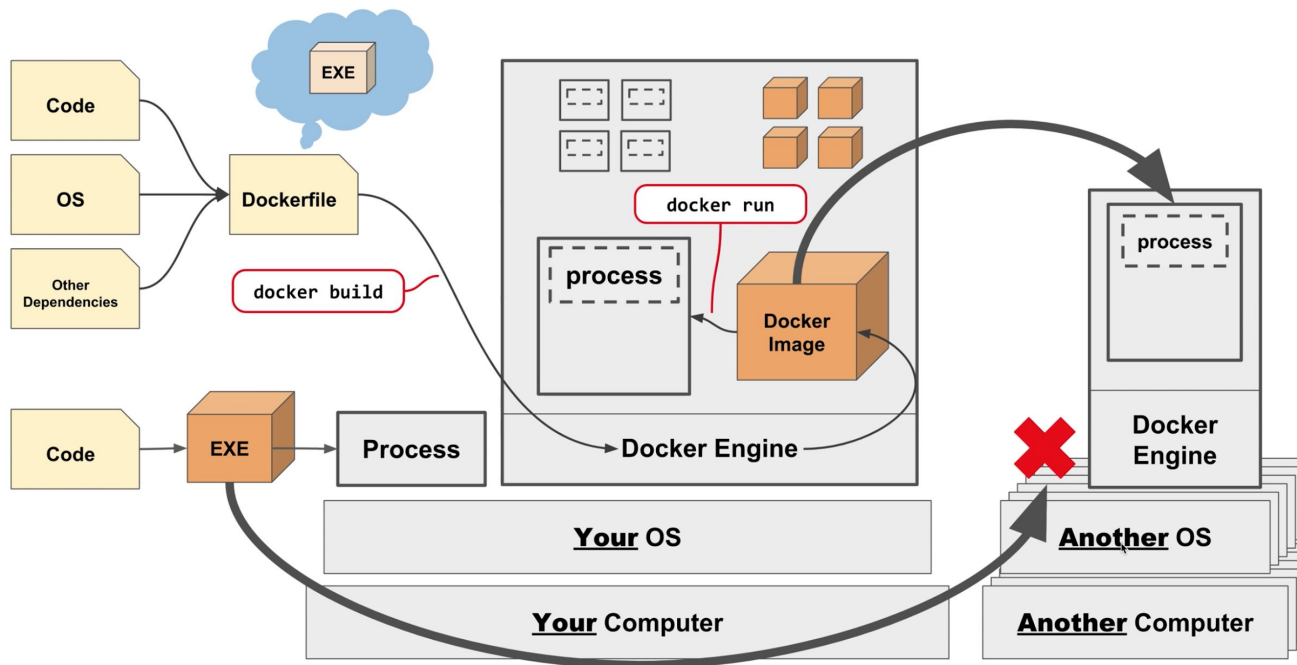 EXE
Code
OS
Other
Dependencies
Dockerfile
docker build
docker run
process
Docker
Image
Docker Engine
process
Docker
Engine
Code
EXE
Process
Your OS
Your Computer
Another OS
Another Computer